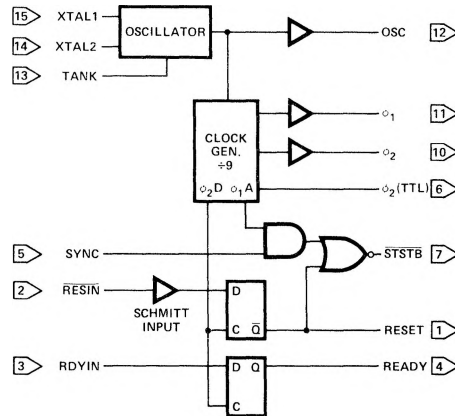 15 XTAL1 OSCILLATOR OSC 12
14 XTAL2
13 TANK
CLOCK GEN. ÷9
ϕ1 11
ϕ2 10
ϕ2D ϕ1A ϕ2(TTL) 6
5 SYNC STSTB 7
2 RESIN D
SCHMITT INPUT
C Q̅ RESET 1
3 RDYIN D Q READY 4
C